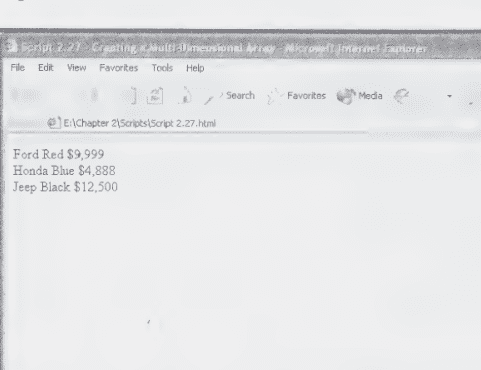 Script 2.27 - Creating a Multi-Dimensional Array - Microsoft Internet Explorer
File Edit View Favorites Tools Help
Search Favorites Media
E:\Chapter 2\Scripts\Script 2.27.html
Ford Red $9,999
Honda Blue $4,888
Jeep Black $12,500